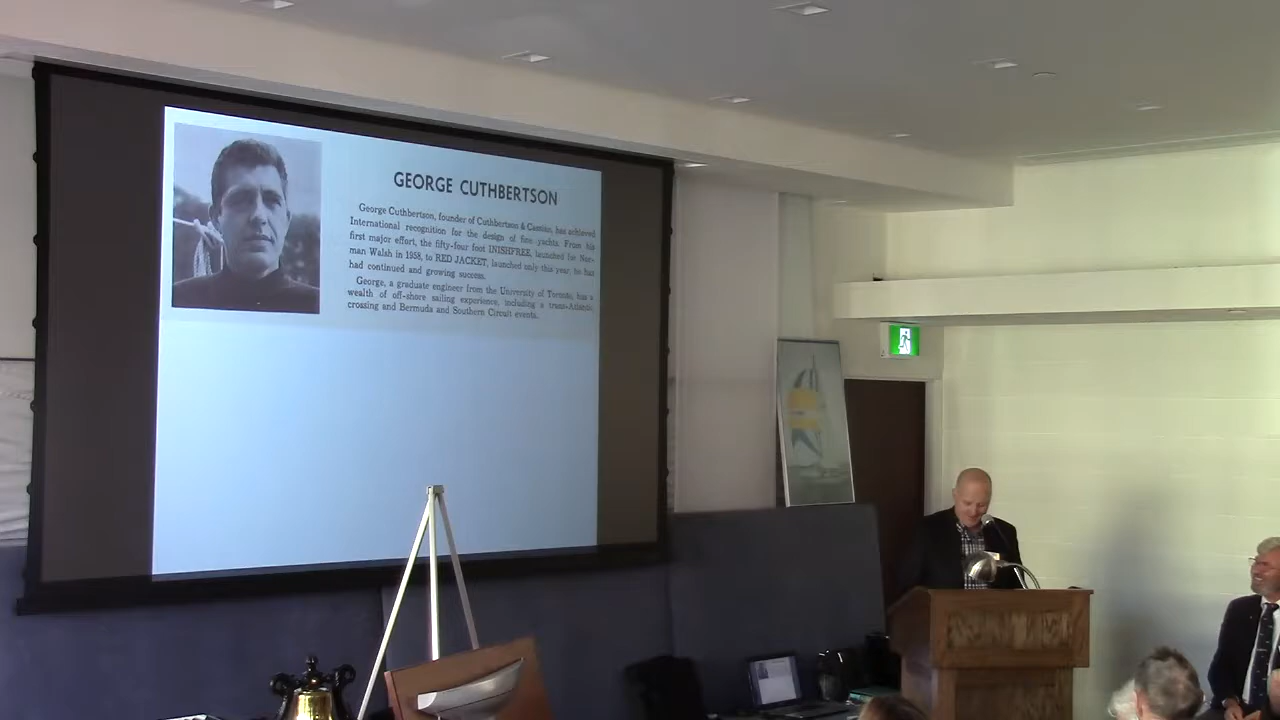 GEORGE CUTHBERTSON
George Cuthbertson, founder of Cuthbertson & Cassian, has achieved
International recognition for the design of fine yachts. From his
first major effort, the fifty-four foot INISHFREE, launched for Nor-
man Walsh in 1958, to RED JACKET, launched only this year, he has
had continued and growing success.
George, a graduate engineer from the University of Toronto, has a
wealth of off-shore sailing experience, including a trans-Atlantic
crossing and Bermuda and Southern Circuit events.